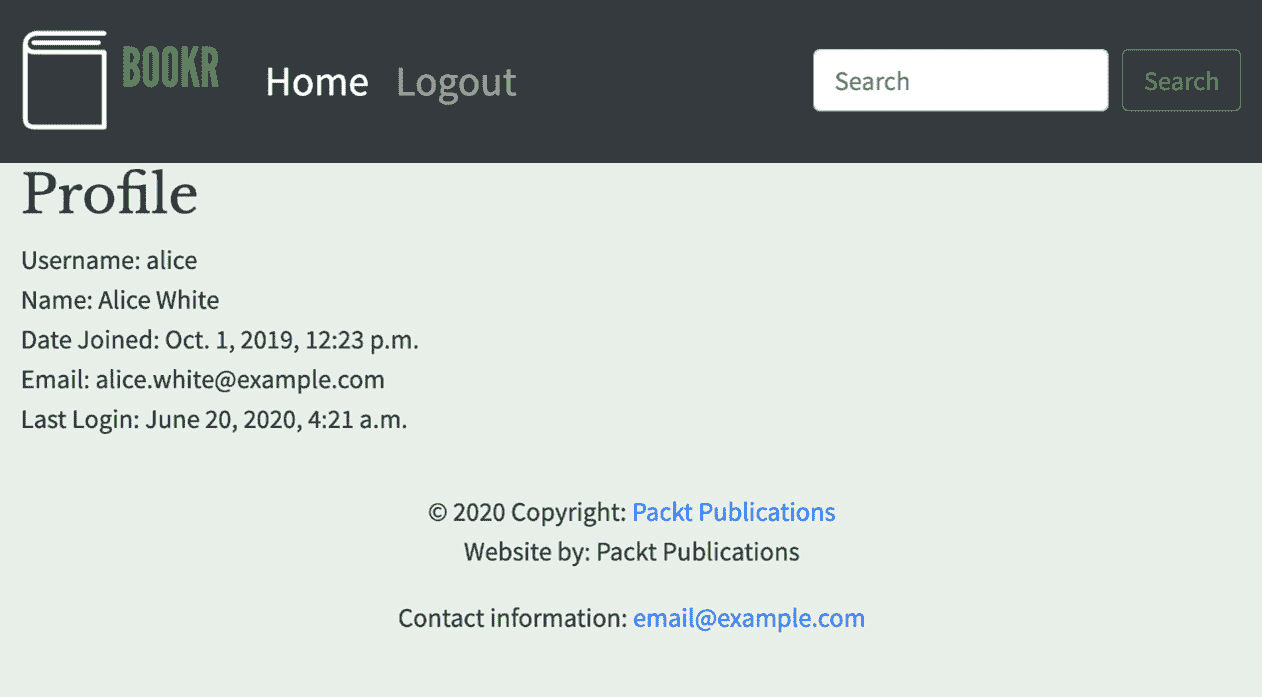 BOOKR Home Logout Search Search
Profile
Username: alice
Name: Alice White
Date Joined: Oct. 1, 2019, 12:23 p.m.
Email: alice.white@example.com
Last Login: June 20, 2020, 4:21 a.m.
© 2020 Copyright: Packt Publications
Website by: Packt Publications
Contact information: email@example.com